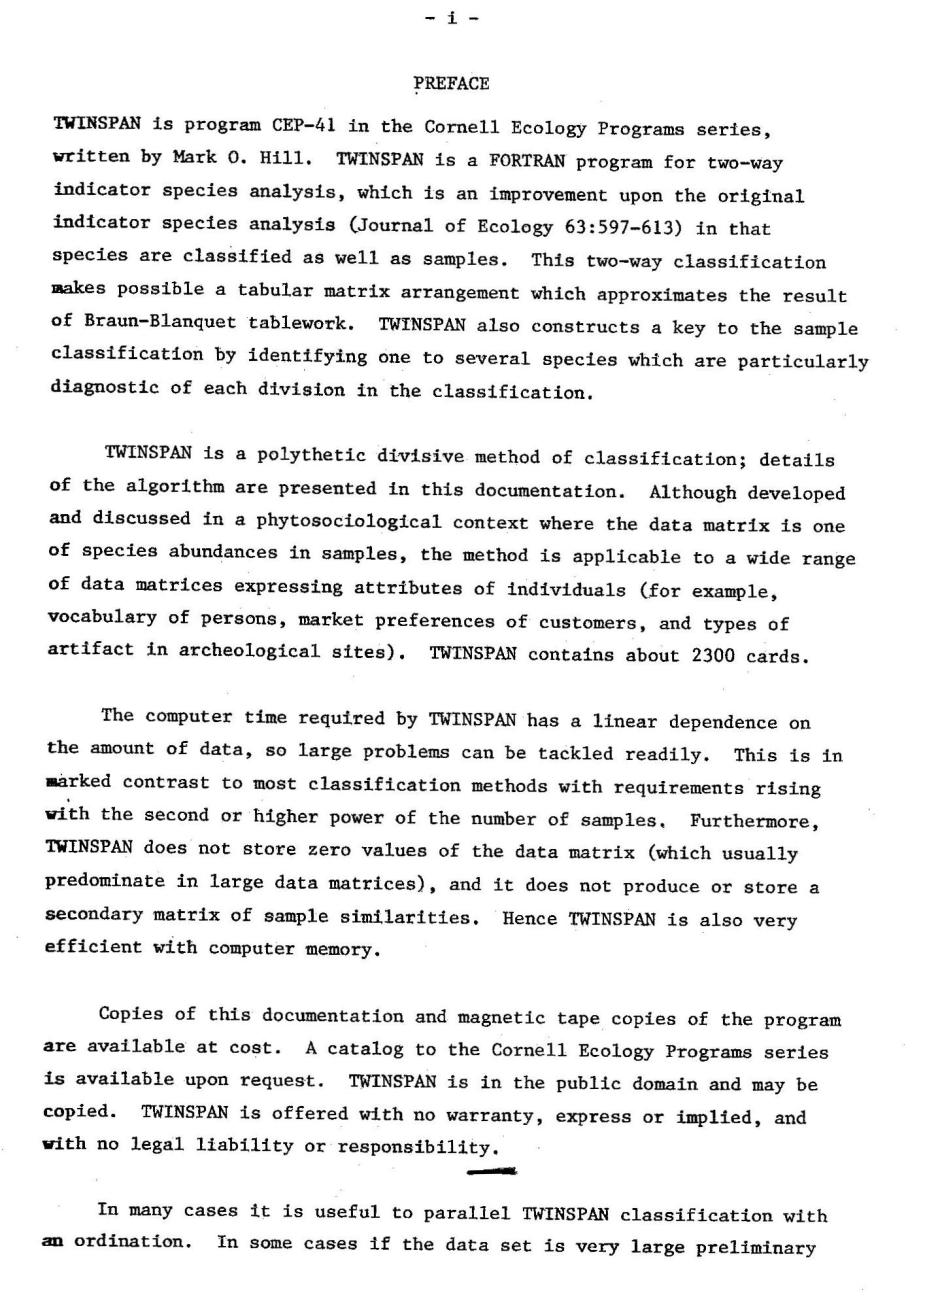 - i -
PREFACE
TWINSPAN is program CEP-41 in the Cornell Ecology Programs series,
written by Mark O. Hill. TWINSPAN is a FORTRAN program for two-way
indicator species analysis, which is an improvement upon the original
indicator species analysis (Journal of Ecology 63:597-613) in that
species are classified as well as samples. This two-way classification
makes possible a tabular matrix arrangement which approximates the result
of Braun-Blanquet tablework. TWINSPAN also constructs a key to the sample
classification by identifying one to several species which are particularly
diagnostic of each division in the classification.
TWINSPAN is a polythetic divisive method of classification; details
of the algorithm are presented in this documentation. Although developed
and discussed in a phytosociological context where the data matrix is one
of species abundances in samples, the method is applicable to a wide range
of data matrices expressing attributes of individuals (for example,
vocabulary of persons, market preferences of customers, and types of
artifact in archeological sites). TWINSPAN contains about 2300 cards.
The computer time required by TWINSPAN has a linear dependence on
the amount of data, so large problems can be tackled readily. This is in
marked contrast to most classification methods with requirements rising
with the second or higher power of the number of samples. Furthermore,
TWINSPAN does not store zero values of the data matrix (which usually
predominate in large data matrices), and it does not produce or store a
secondary matrix of sample similarities. Hence TWINSPAN is also very
efficient with computer memory.
Copies of this documentation and magnetic tape copies of the program
are available at cost. A catalog to the Cornell Ecology Programs series
is available upon request. TWINSPAN is in the public domain and may be
copied. TWINSPAN is offered with no warranty, express or implied, and
with no legal liability or responsibility.
In many cases it is useful to parallel TWINSPAN classification with
an ordination. In some cases if the data set is very large preliminary